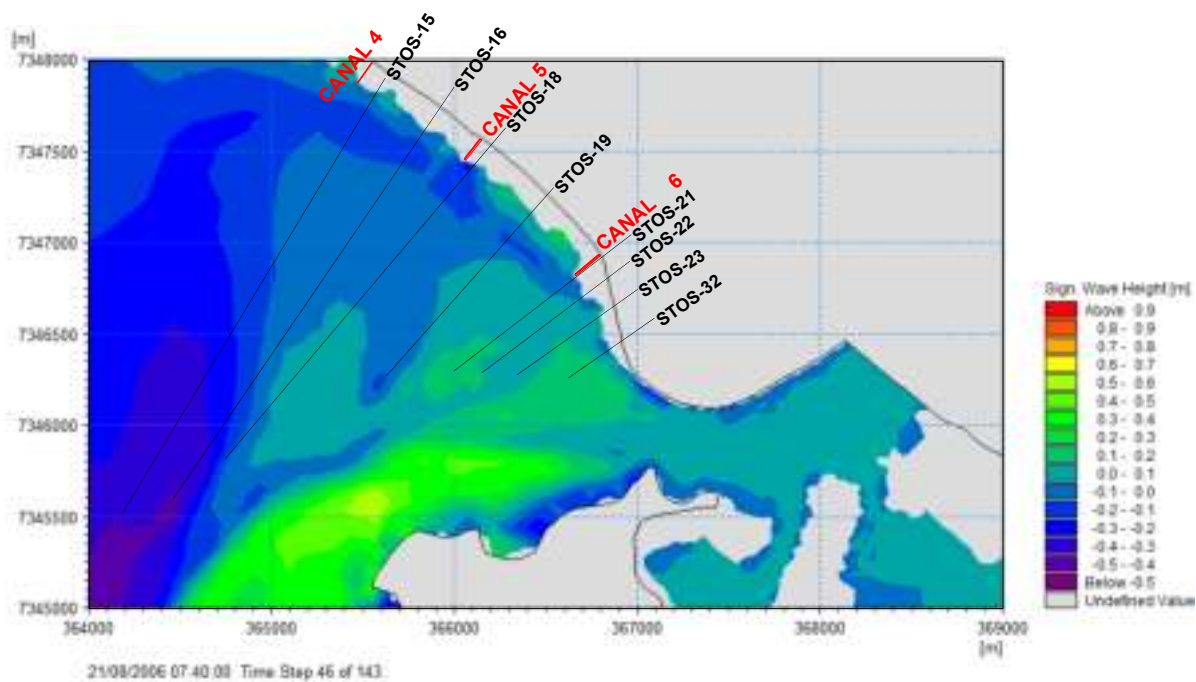 [m]
7348000
7347500
7347000
7346500
7346000
7345500
7345000
364000
365000
366000
367000
368000
369000
[m]
CANAL 4
STOS-15
STOS-16
CANAL 5
STOS-18
STOS-19
CANAL 6
STOS-21
STOS-22
STOS-23
STOS-32
Sign. Wave Height [m]
Above 0.9
0.8 - 0.9
0.7 - 0.8
0.6 - 0.7
0.5 - 0.6
0.4 - 0.5
0.3 - 0.4
0.2 - 0.3
0.1 - 0.2
0.0 - 0.1
-0.1 - 0.0
-0.2 - -0.1
-0.3 - -0.2
-0.4 - -0.3
-0.5 - -0.4
Below -0.5
Undefined Value
21/08/2006 07:40:00 Time Step 46 of 143.